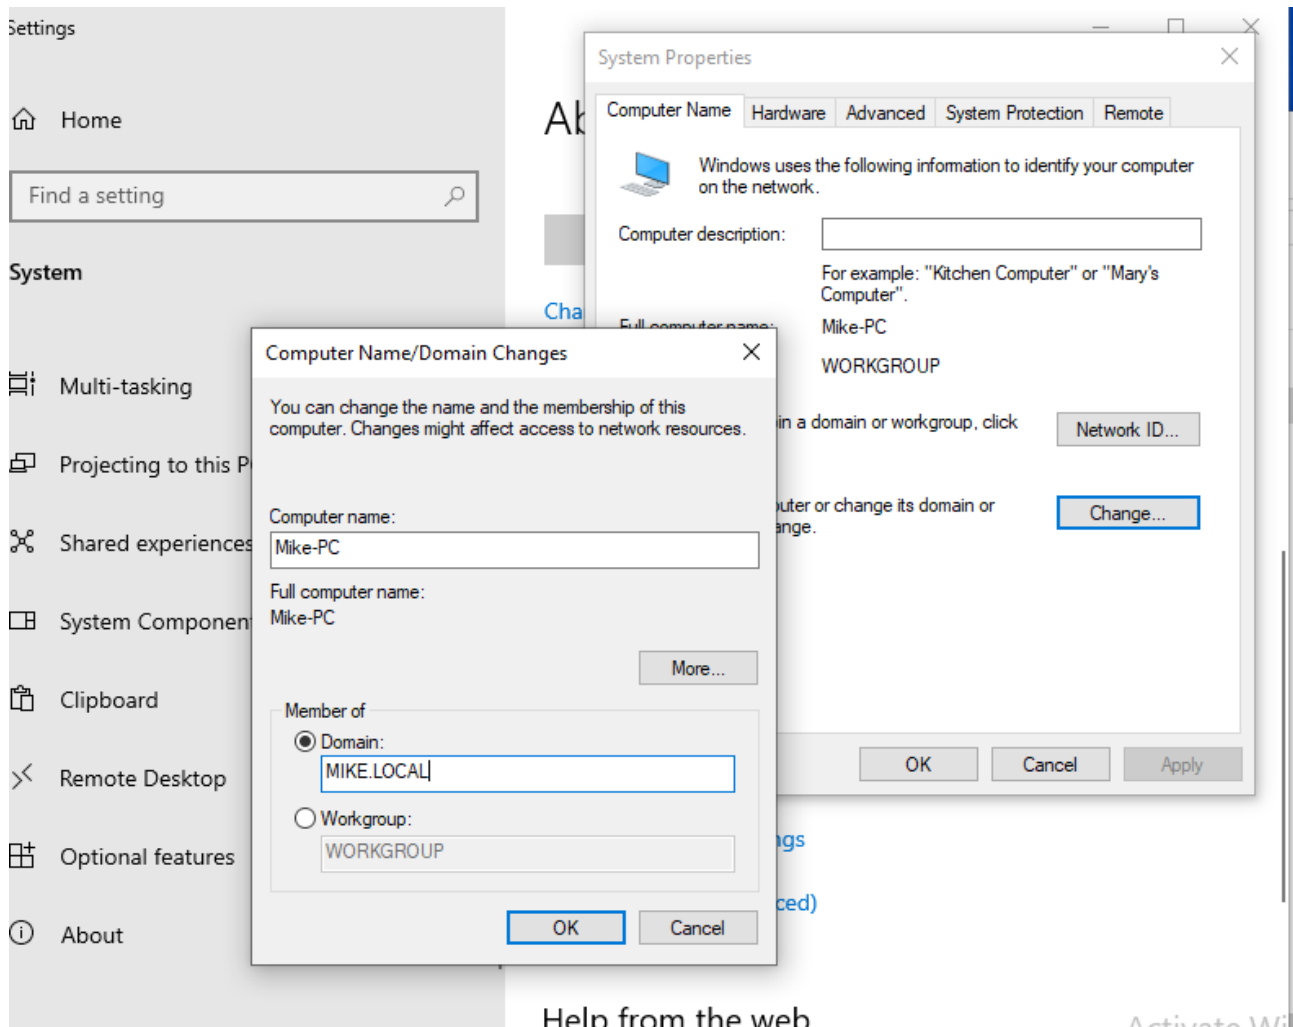 Settings
Home
Find a setting
System
Multi-tasking
Projecting to this P
Shared experiences
System Componen
Clipboard
Remote Desktop
Optional features
About
Ab
Cha
System Properties
Computer Name Hardware Advanced System Protection Remote
Windows uses the following information to identify your computer
on the network.
Computer description:
For example: "Kitchen Computer" or "Mary's
Computer".
Full computer name: Mike-PC
WORKGROUP
in a domain or workgroup, click
Network ID...
uter or change its domain or
ange.
Change...
OK Cancel Apply
Computer Name/Domain Changes
You can change the name and the membership of this
computer. Changes might affect access to network resources.
Computer name:
Mike-PC
Full computer name:
Mike-PC
More...
Member of
Domain:
MIKE.LOCAL
Workgroup:
WORKGROUP
OK Cancel
ngs
ced)
Help from the web
Activate Wi